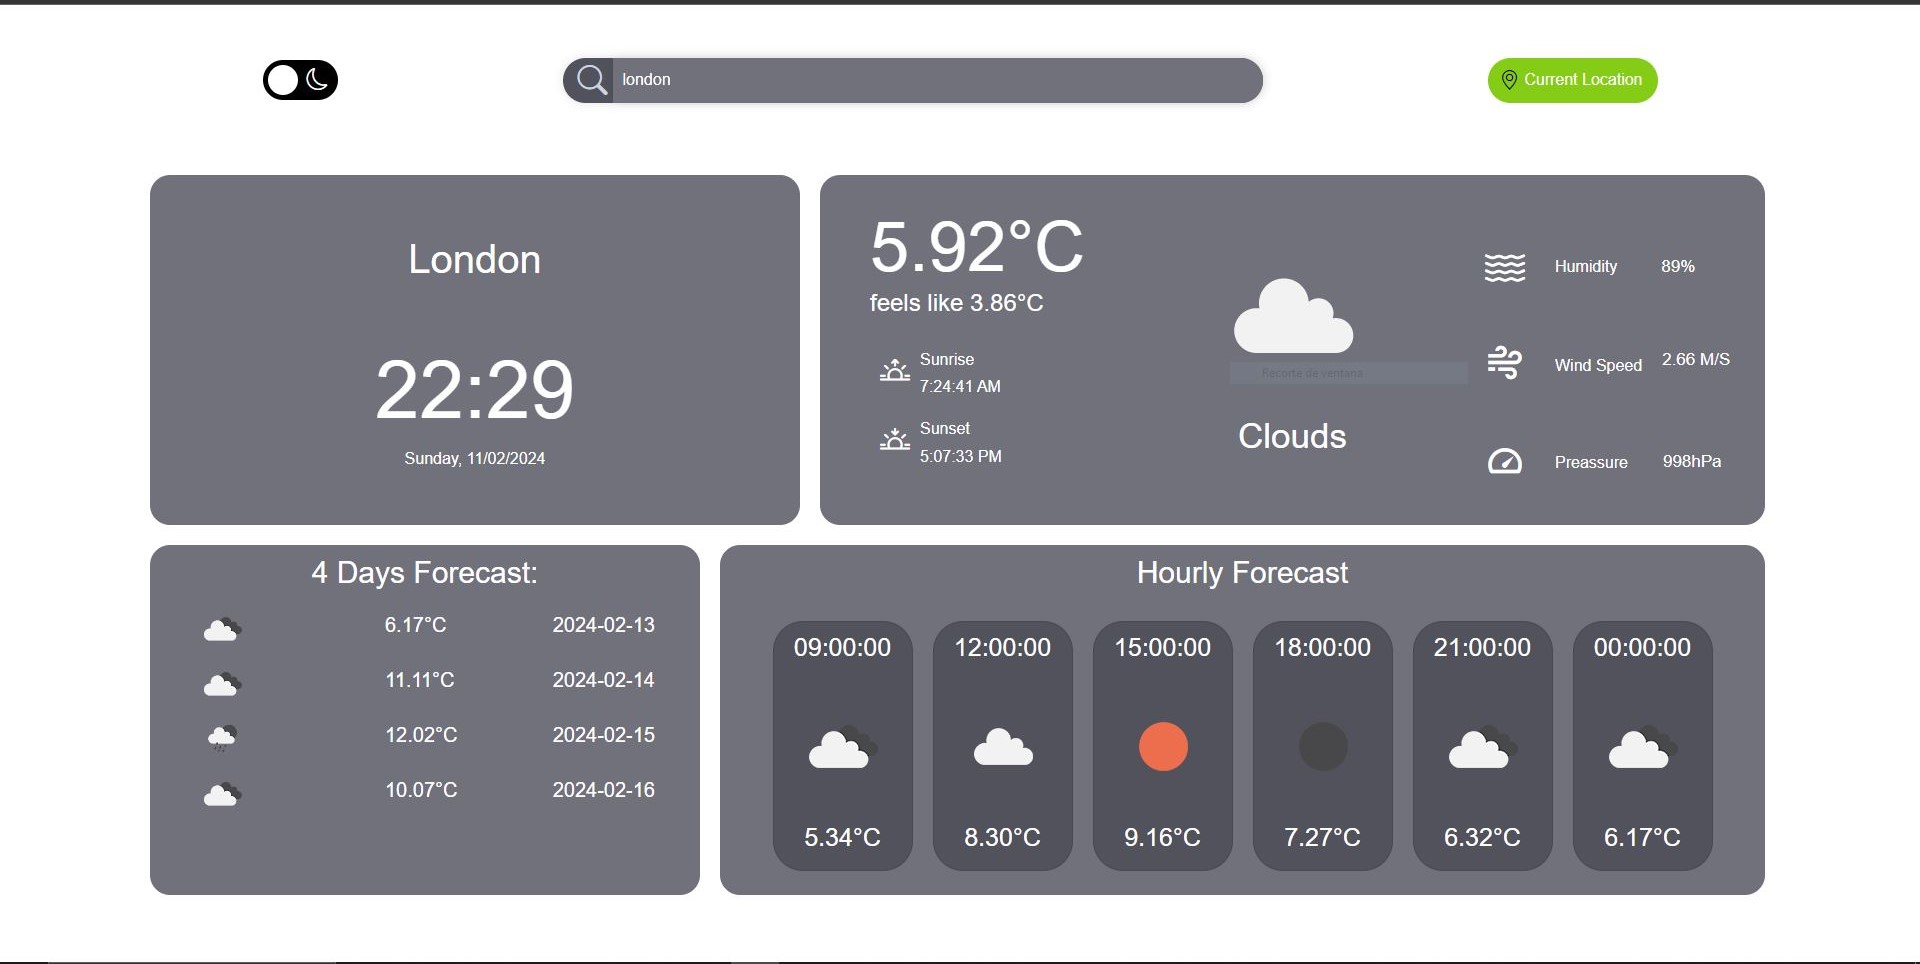 london
Current Location
London
22:29
Sunday, 11/02/2024
5.92°C
feels like 3.86°C
Sunrise
7:24:41 AM
Sunset
5:07:33 PM
Recorte de ventana
Clouds
Humidity 89%
Wind Speed 2.66 M/S
Preassure 998hPa
4 Days Forecast:
6.17°C 2024-02-13
11.11°C 2024-02-14
12.02°C 2024-02-15
10.07°C 2024-02-16
Hourly Forecast
09:00:00 12:00:00 15:00:00 18:00:00 21:00:00 00:00:00
5.34°C 8.30°C 9.16°C 7.27°C 6.32°C 6.17°C